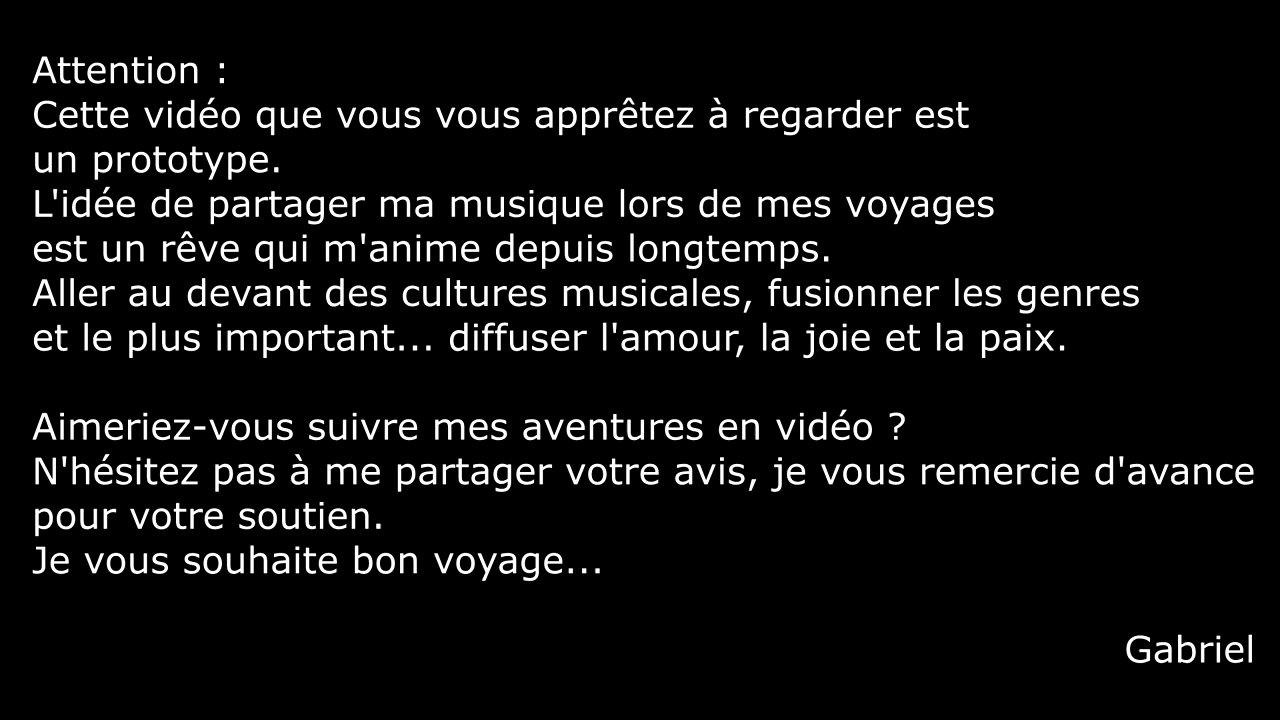 Attention :
Cette vidéo que vous vous apprêtez à regarder est
un prototype.
L'idée de partager ma musique lors de mes voyages
est un rêve qui m'anime depuis longtemps.
Aller au devant des cultures musicales, fusionner les genres
et le plus important... diffuser l'amour, la joie et la paix.
Aimeriez-vous suivre mes aventures en vidéo ?
N'hésitez pas à me partager votre avis, je vous remercie d'avance
pour votre soutien.
Je vous souhaite bon voyage...
Gabriel